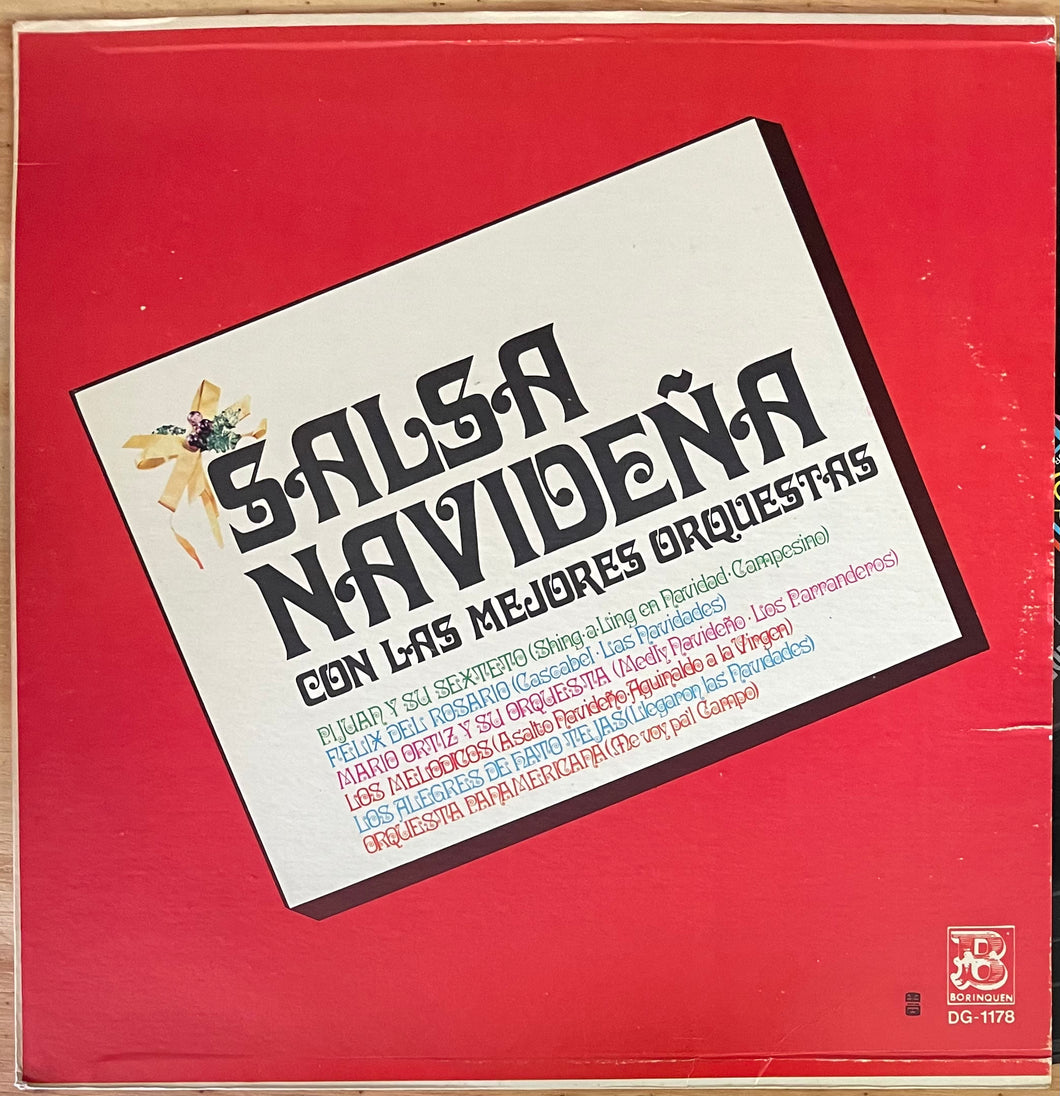 SALSA
NAVIDEÑA
CON LAS MEJORES ORQUESTAS
PIJUAN Y SU SEXTETO (Shing-a-Ling en Navidad · Campesino)
FELIX DEL ROSARIO (Cascabel · Las Navidades)
MARIO ORTIZ Y SU ORQUESTA (Medly Navideño · Los Parranderos)
LOS MELODICOS (Asalto Navideño · Aguinaldo a la Virgen)
LOS ALEGRES DE HATO TEJAS (Llegaron las Navidades)
ORQUESTA PANAMERICANA (Me voy pa'l Campo)
B
BORINQUEN
DG-1178